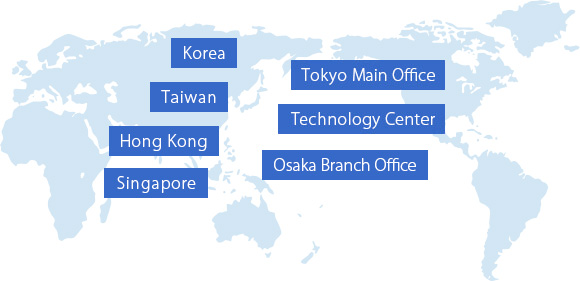 Korea
Tokyo Main Office
Taiwan
Technology Center
Hong Kong
Osaka Branch Office
Singapore